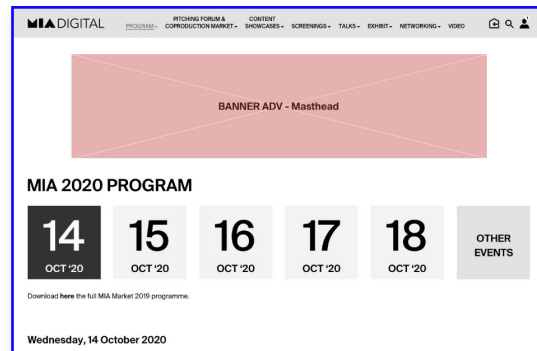 MIADIGITAL
PROGRAM
PITCHING FORUM &
COPRODUCTION MARKET
CONTENT
SHOWCASES
SCREENINGS
TALKS
EXHIBIT
NETWORKING
VIDEO
BANNER ADV - Masthead
MIA 2020 PROGRAM
14
OCT ‘20
15
OCT ‘20
16
OCT ‘20
17
OCT ‘20
18
OCT ‘20
OTHER
EVENTS
Download here the full MIA Market 2019 programme.
Wednesday, 14 October 2020